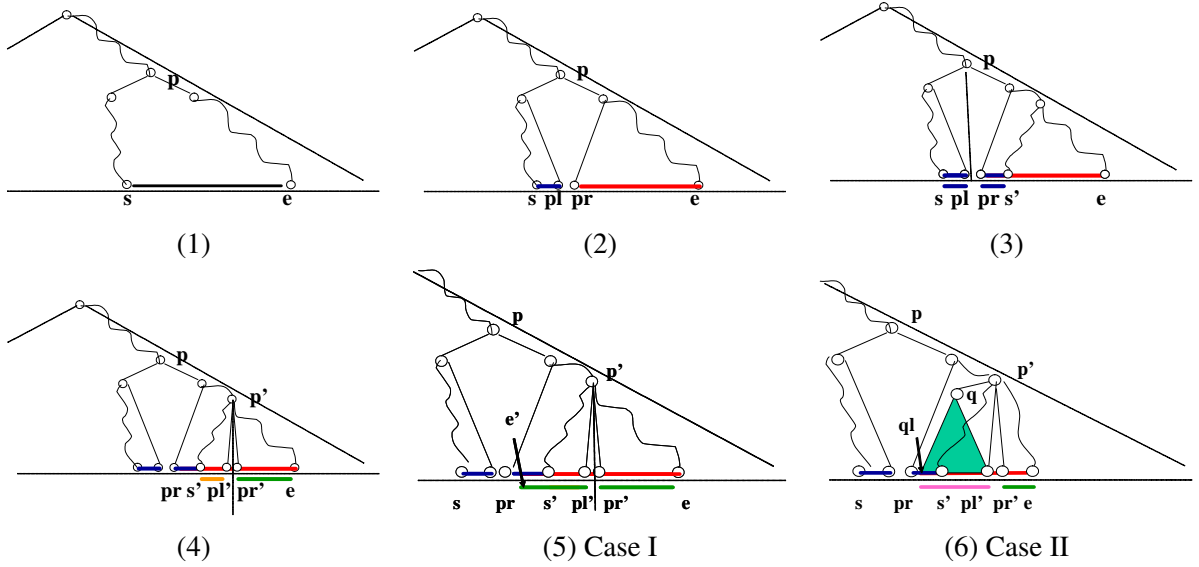 p
s e
(1)
p
s pl pr e
(2)
p
s pl pr s’ e
(3)
p
p’
pr s’ pl’ pr’ e
(4)
p
p’
e’
s pr s’ pl’ pr’ e
(5) Case I
p
p’
q
ql
s pr s’ pl’ pr’ e
(6) Case II